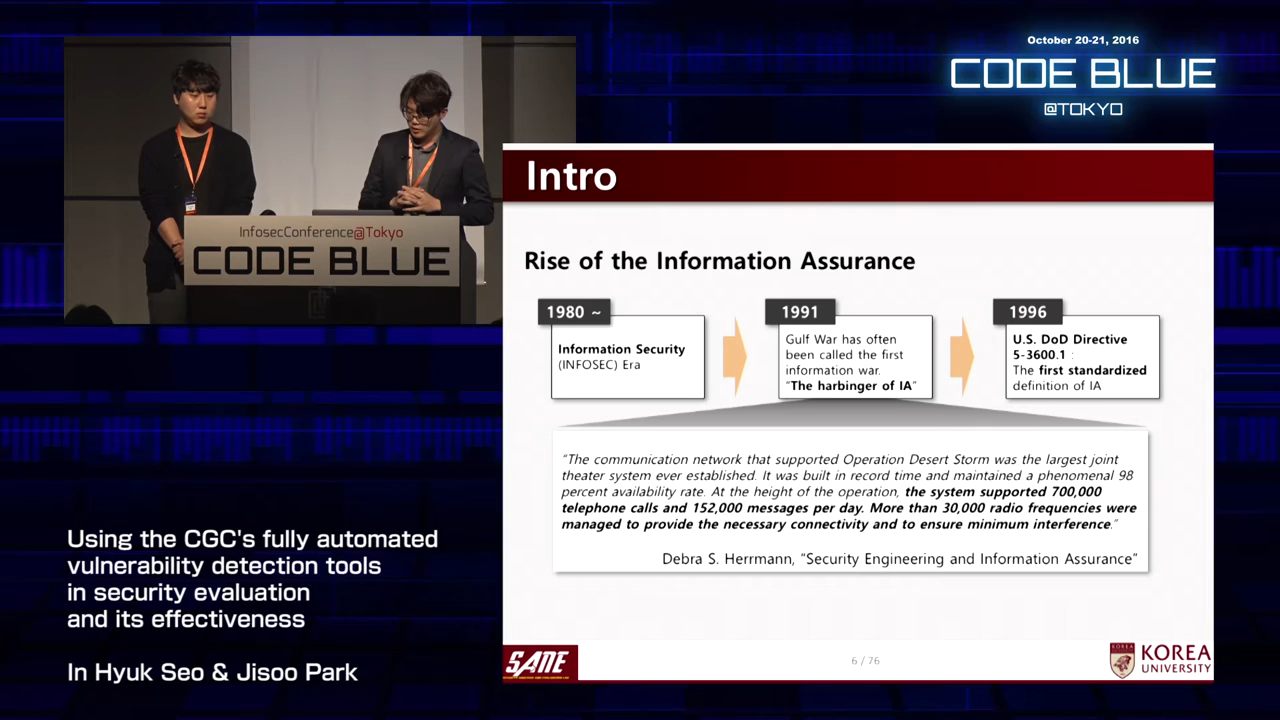 October 20-21, 2016
CODE BLUE
@TOKYO
InfosecConference@Tokyo
CODE BLUE
Intro
Rise of the Information Assurance
1980 ~
Information Security
(INFOSEC) Era
1991
Gulf War has often
been called the first
information war.
“The harbinger of IA”
1996
U.S. DoD Directive
5-3600.1 :
The first standardized
definition of IA
“The communication network that supported Operation Desert Storm was the largest joint
theater system ever established. It was built in record time and maintained a phenomenal 98
percent availability rate. At the height of the operation, the system supported 700,000
telephone calls and 152,000 messages per day. More than 30,000 radio frequencies were
managed to provide the necessary connectivity and to ensure minimum interference.”
Debra S. Herrmann, “Security Engineering and Information Assurance”
SANE
6 / 76
KOREA
UNIVERSITY
Using the CGC's fully automated
vulnerability detection tools
in security evaluation
and its effectiveness
In Hyuk Seo & Jisoo Park